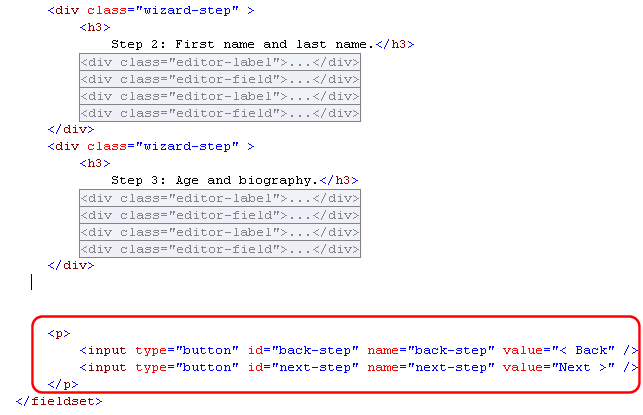 <div class="wizard-step" >
<h3>
Step 2: First name and last name.</h3>
<div class="editor-label">...</div>
<div class="editor-field">...</div>
<div class="editor-label">...</div>
<div class="editor-field">...</div>
</div>
<div class="wizard-step" >
<h3>
Step 3: Age and biography.</h3>
<div class="editor-label">...</div>
<div class="editor-field">...</div>
<div class="editor-label">...</div>
<div class="editor-field">...</div>
</div>
<p>
<input type="button" id="back-step" name="back-step" value="< Back" />
<input type="button" id="next-step" name="next-step" value="Next >" />
</p>
</fieldset>